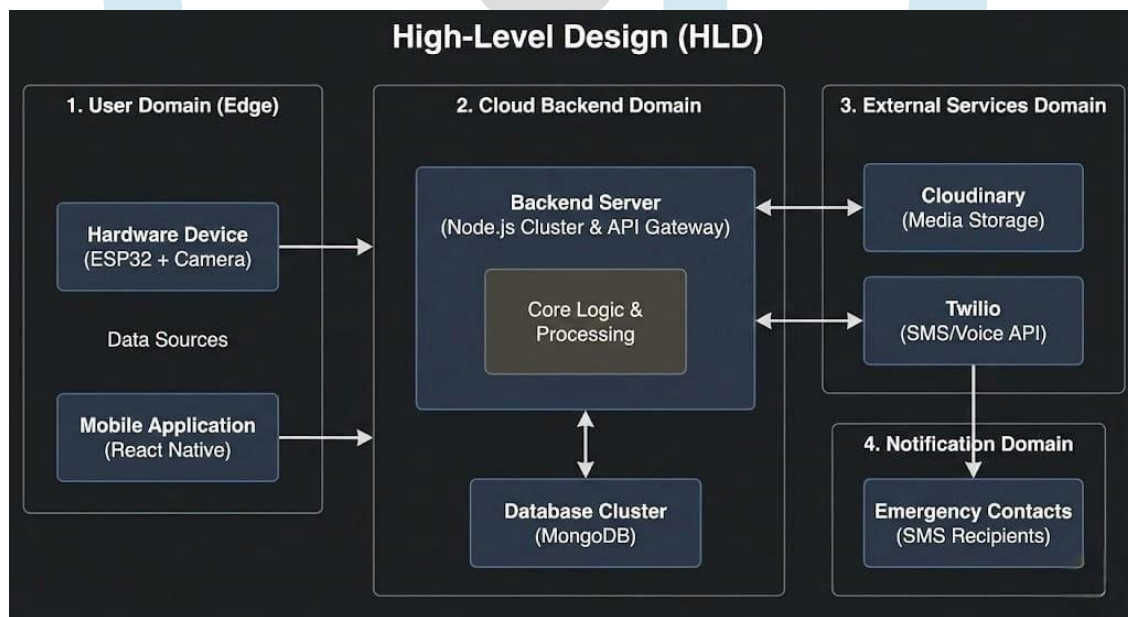 High-Level Design (HLD)
1. User Domain (Edge)
Hardware Device
(ESP32 + Camera)
Data Sources
Mobile Application
(React Native)
2. Cloud Backend Domain
Backend Server
(Node.js Cluster & API Gateway)
Core Logic &
Processing
Database Cluster
(MongoDB)
3. External Services Domain
Cloudinary
(Media Storage)
Twilio
(SMS/Voice API)
4. Notification Domain
Emergency Contacts
(SMS Recipients)